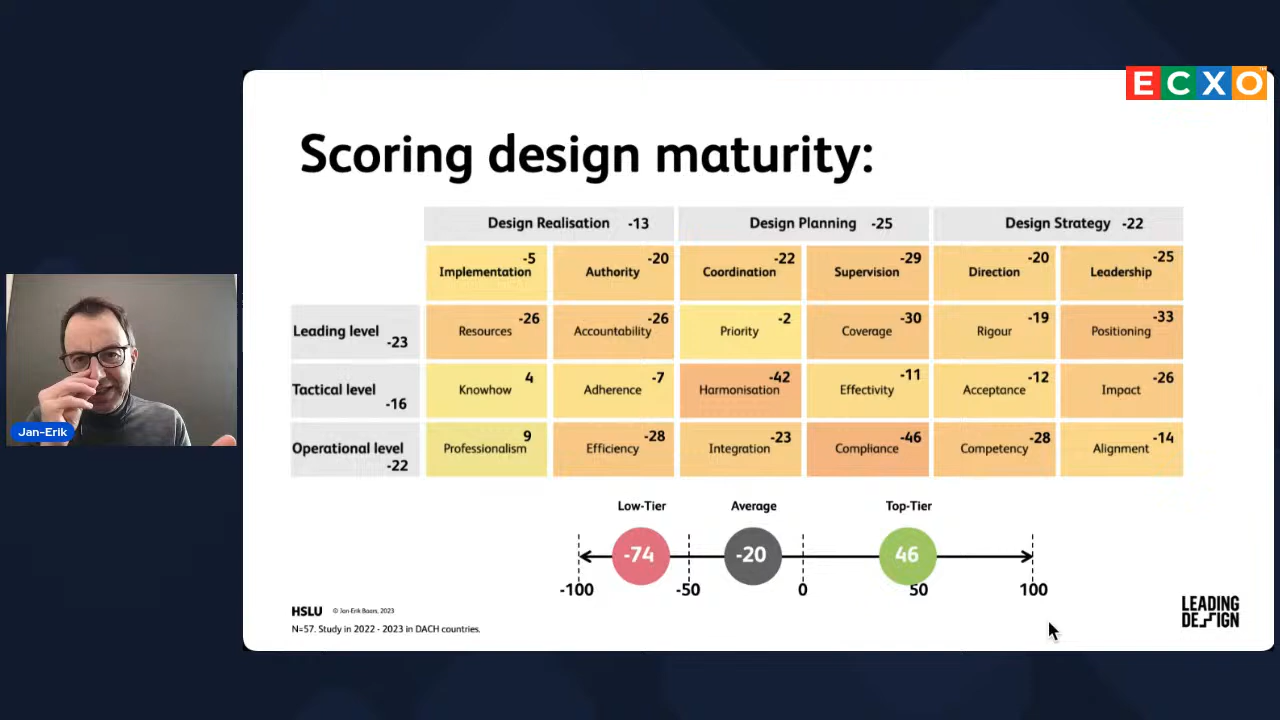 ECXO
Scoring design maturity:
Design Realisation -13
Design Planning -25
Design Strategy -22
-5
Implementation
-20
Authority
-22
Coordination
-29
Supervision
-20
Direction
-25
Leadership
Leading level
-23
-26
Resources
-26
Accountability
-2
Priority
-30
Coverage
-19
Rigour
-33
Positioning
Tactical level
-16
4
Knowhow
-7
Adherence
-42
Harmonisation
-11
Effectivity
-12
Acceptance
-26
Impact
Operational level
-22
9
Professionalism
-28
Efficiency
-23
Integration
-46
Compliance
-28
Competency
-14
Alignment
Low-Tier
Average
Top-Tier
-74
-20
46
-100
-50
0
50
100
HSLU © Jan-Erik Baars, 2023
N=57. Study in 2022 - 2023 in DACH countries.
LEADING
DESIGN
Jan-Erik